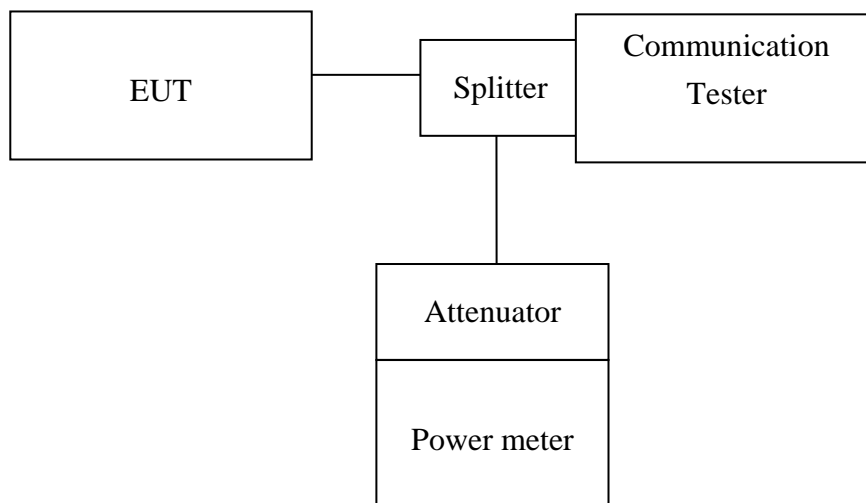 EUT
Splitter
Communication
Tester
Attenuator
Power meter